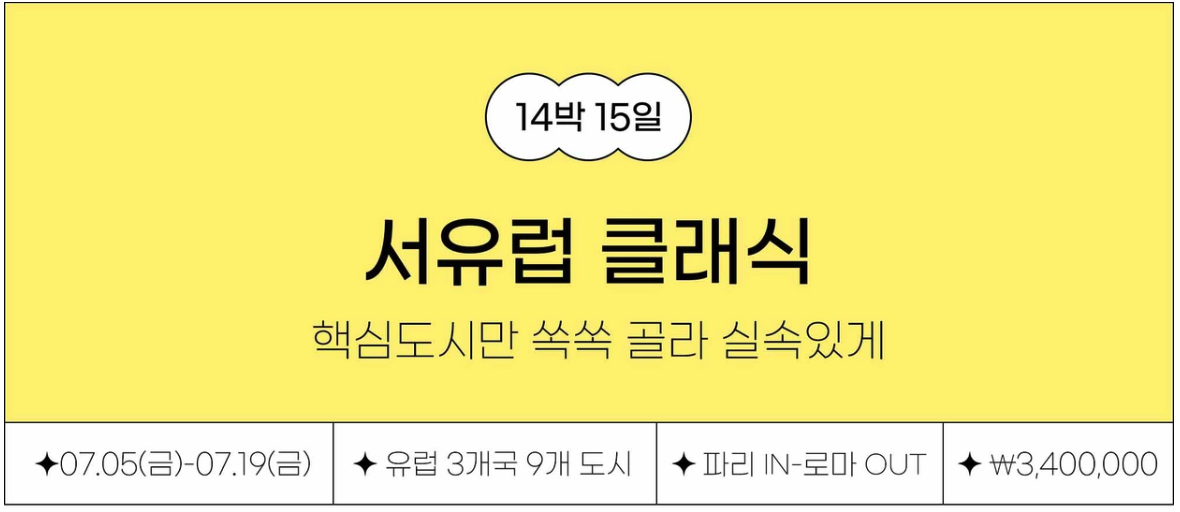 14박 15일
서유럽 클래식
핵심도시만 쏙쏙 골라 실속있게
✦07.05(금)-07.19(금)
✦ 유럽 3개국 9개 도시
✦ 파리 IN-로마 OUT
✦ ₩3,400,000